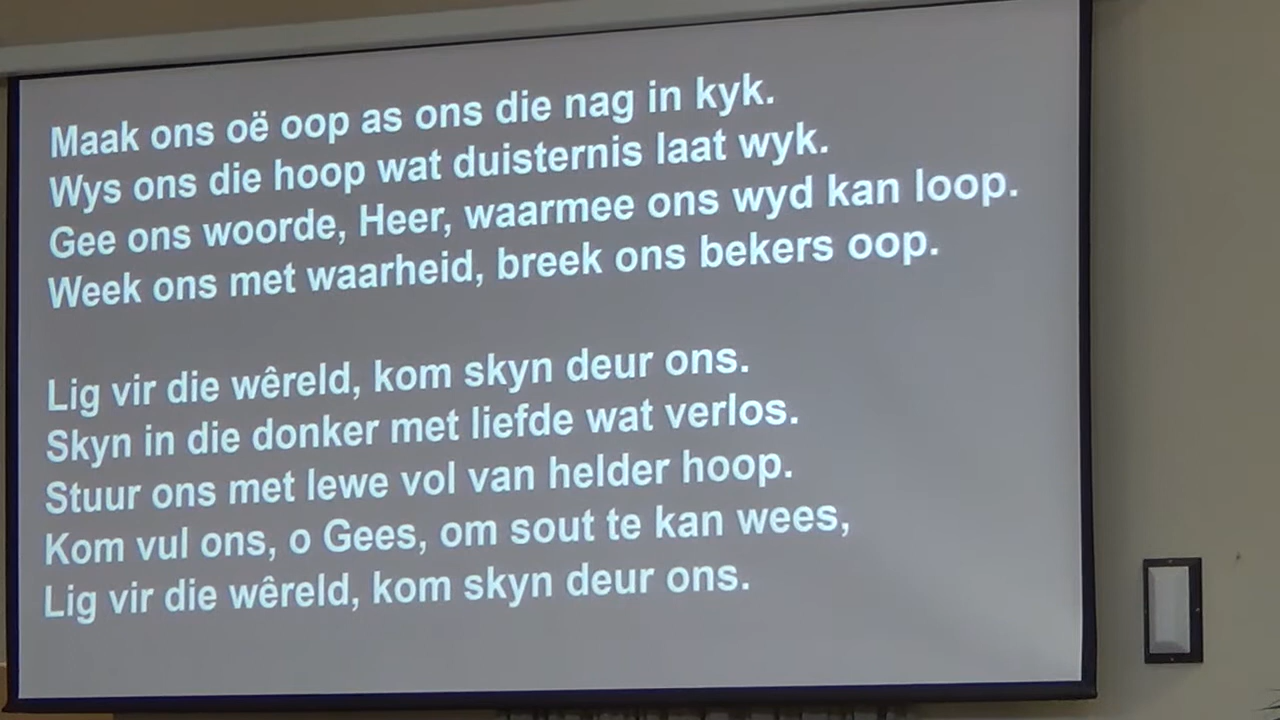 Maak ons oë oop as ons die nag in kyk.
Wys ons die hoop wat duisternis laat wyk.
Gee ons woorde, Heer, waarmee ons wyd kan loop.
Week ons met waarheid, breek ons bekers oop.
Lig vir die wêreld, kom skyn deur ons.
Skyn in die donker met liefde wat verlos.
Stuur ons met lewe vol van helder hoop.
Kom vul ons, o Gees, om sout te kan wees,
Lig vir die wêreld, kom skyn deur ons.